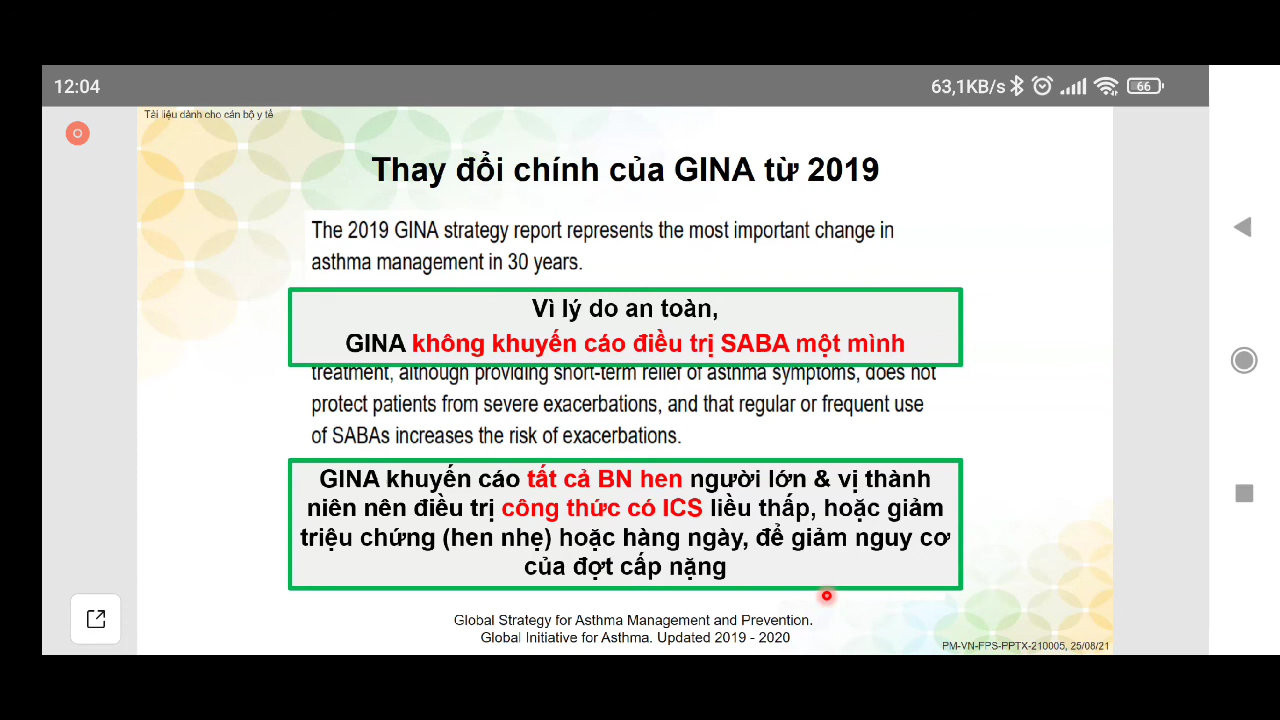 12:04
63,1KB/s
66
Tài liệu dành cho cán bộ y tế
Thay đổi chính của GINA từ 2019
The 2019 GINA strategy report represents the most important change in
asthma management in 30 years.
Vì lý do an toàn,
GINA không khuyến cáo điều trị SABA một mình
treatment, although providing short-term relief of asthma symptoms, does not
protect patients from severe exacerbations, and that regular or frequent use
of SABAs increases the risk of exacerbations.
GINA khuyến cáo tất cả BN hen người lớn & vị thành
niên nên điều trị công thức có ICS liều thấp, hoặc giảm
triệu chứng (hen nhẹ) hoặc hàng ngày, để giảm nguy cơ
của đợt cấp nặng
Global Strategy for Asthma Management and Prevention.
Global Initiative for Asthma. Updated 2019 - 2020
PM-VN-FPS-PPTX-210005, 25/08/21